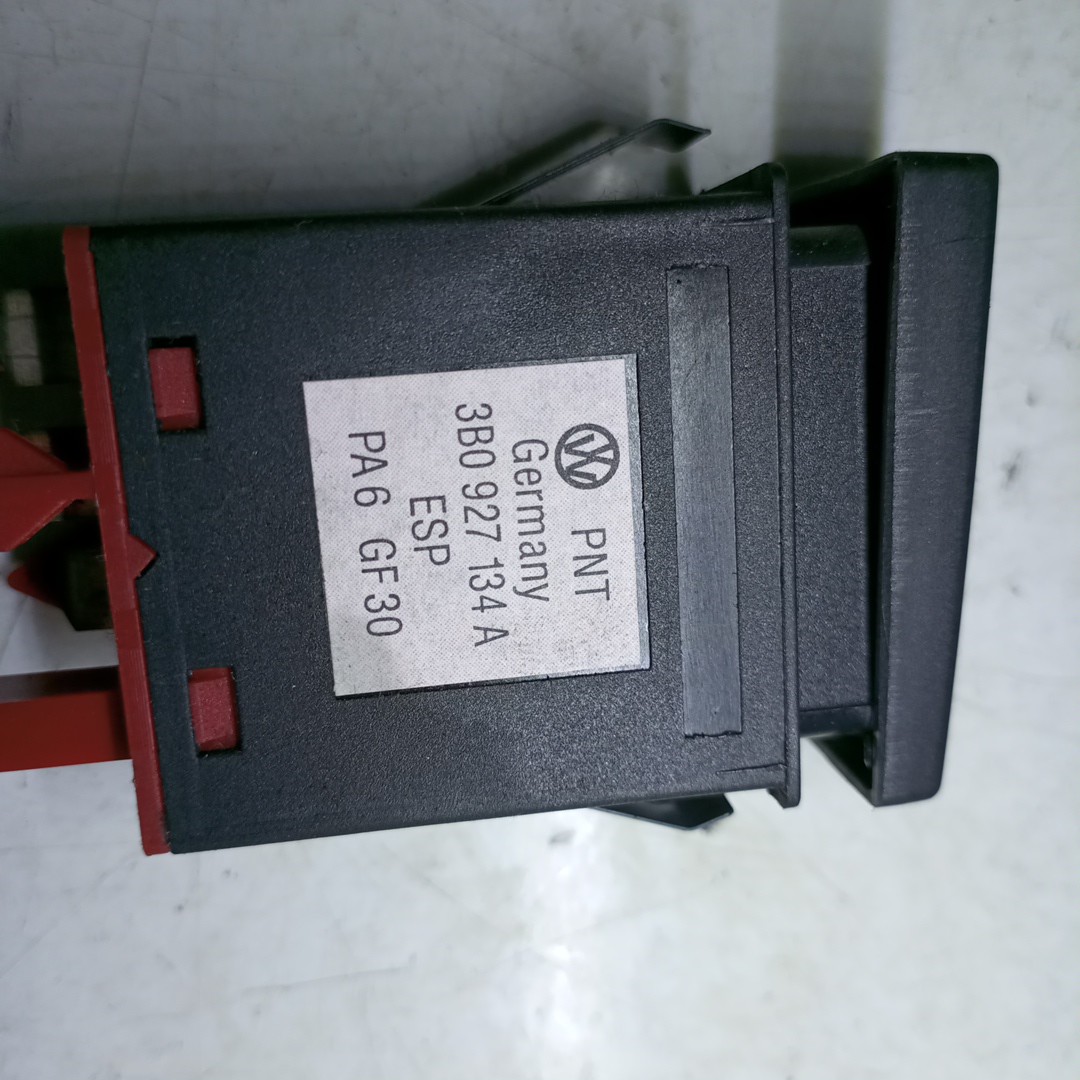 PNT
Germany
3B0 927 134 A
ESP
PA6 GF30